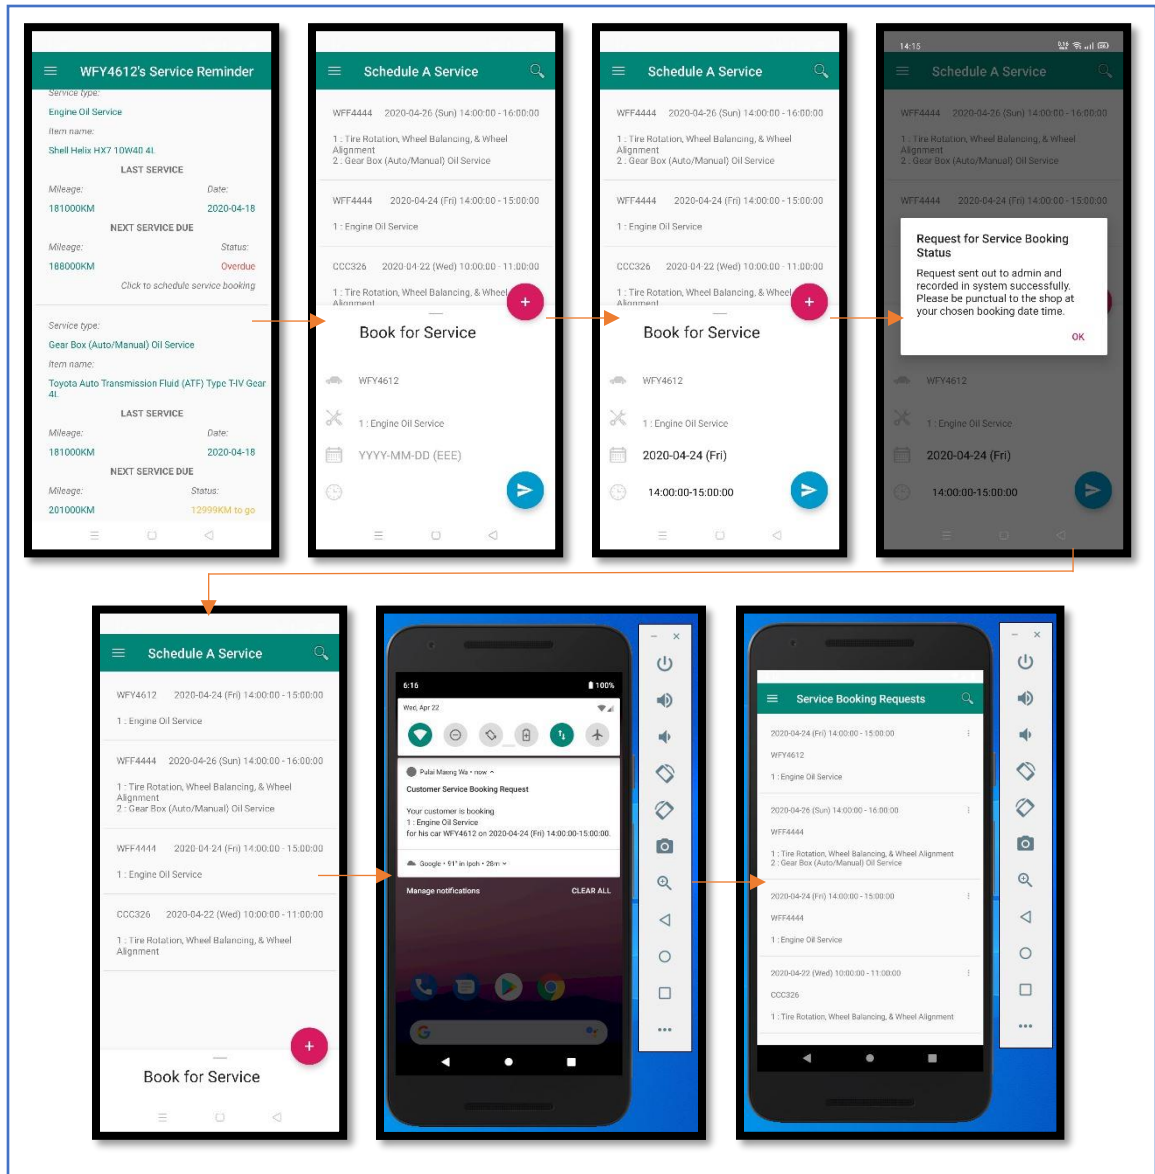 WFY4612's Service Reminder
Service type:
Engine Oil Service
Item name:
Shell Helix HX7 10W40 4L
LAST SERVICE
Mileage: Date:
181000KM 2020-04-18
NEXT SERVICE DUE
Mileage: Status:
188000KM Overdue
Click to schedule service booking
Service type:
Gear Box (Auto/Manual) Oil Service
Item name:
Toyota Auto Transmission Fluid (ATF) Type T-IV Gear
4L
LAST SERVICE
Mileage: Date:
181000KM 2020-04-18
NEXT SERVICE DUE
Mileage: Status:
201000KM 12999KM to go
Schedule A Service
WFF4444 2020-04-26 (Sun) 14:00:00 - 16:00:00
1 : Tire Rotation, Wheel Balancing, & Wheel
Alignment
2 : Gear Box (Auto/Manual) Oil Service
WFF4444 2020-04-24 (Fri) 14:00:00 - 15:00:00
1 : Engine Oil Service
CCC326 2020-04-22 (Wed) 10:00:00 - 11:00:00
1 : Tire Rotation, Wheel Balancing, & Wheel
Alignment
+
Book for Service
WFY4612
1 : Engine Oil Service
YYYY-MM-DD (EEE)
Schedule A Service
WFF4444 2020-04-26 (Sun) 14:00:00 - 16:00:00
1 : Tire Rotation, Wheel Balancing, & Wheel
Alignment
2 : Gear Box (Auto/Manual) Oil Service
WFF4444 2020-04-24 (Fri) 14:00:00 - 15:00:00
1 : Engine Oil Service
CCC326 2020-04-22 (Wed) 10:00:00 - 11:00:00
1 : Tire Rotation, Wheel Balancing, & Wheel
Alignment
+
Book for Service
WFY4612
1 : Engine Oil Service
2020-04-24 (Fri)
14:00:00-15:00:00
14:15
Schedule A Service
WFF4444 2020-04-26 (Sun) 14:00:00 - 16:00:00
1 : Tire Rotation, Wheel Balancing, & Wheel
Alignment
2 : Gear Box (Auto/Manual) Oil Service
WFF4444 2020-04-24 (Fri) 14:00:00 - 15:00:00
Request for Service Booking
Status
Request sent out to admin and
recorded in system successfully.
Please be punctual to the shop at
your chosen booking date time.
OK
WFY4612
1 : Engine Oil Service
2020-04-24 (Fri)
14:00:00-15:00:00
Schedule A Service
WFY4612 2020-04-24 (Fri) 14:00:00 - 15:00:00
1 : Engine Oil Service
WFF4444 2020-04-26 (Sun) 14:00:00 - 16:00:00
1 : Tire Rotation, Wheel Balancing, & Wheel
Alignment
2 : Gear Box (Auto/Manual) Oil Service
WFF4444 2020-04-24 (Fri) 14:00:00 - 15:00:00
1 : Engine Oil Service
CCC326 2020-04-22 (Wed) 10:00:00 - 11:00:00
1 : Tire Rotation, Wheel Balancing, & Wheel
Alignment
+
Book for Service
6:16 100%
Wed, Apr 22
Pulai Maeng Wa • now
Customer Service Booking Request
Your customer is booking
1 : Engine Oil Service
for his car WFY4612 on 2020-04-24 (Fri) 14:00:00-15:00:00.
Google • 91° in Ipoh • 28m
Manage notifications CLEAR ALL
G
Service Booking Requests
2020-04-24 (Fri) 14:00:00 - 15:00:00
WFY4612
1 : Engine Oil Service
2020-04-26 (Sun) 14:00:00 - 16:00:00
WFF4444
1 : Tire Rotation, Wheel Balancing, & Wheel Alignment
2 : Gear Box (Auto/Manual) Oil Service
2020-04-24 (Fri) 14:00:00 - 15:00:00
WFF4444
1 : Engine Oil Service
2020-04-22 (Wed) 10:00:00 - 11:00:00
CCC326
1 : Tire Rotation, Wheel Balancing, & Wheel Alignment